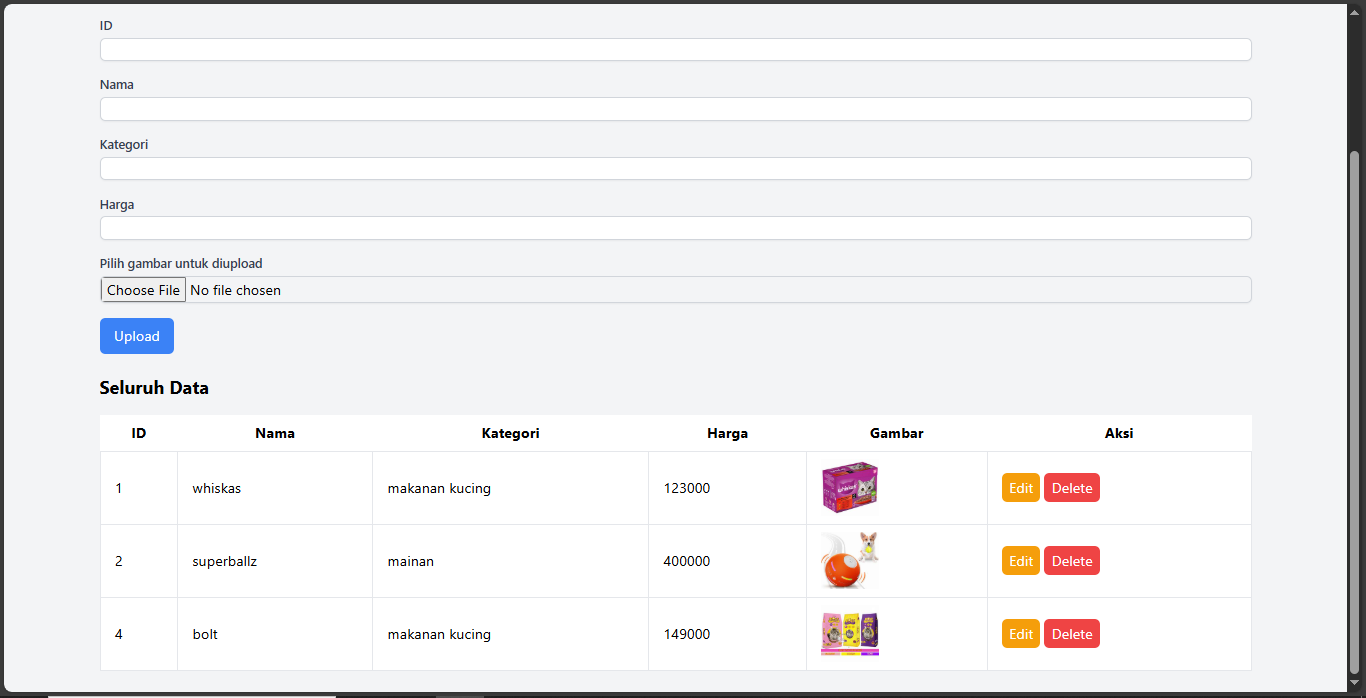 ID
Nama
Kategori
Harga
Pilih gambar untuk diupload
Choose File No file chosen
Upload
Seluruh Data
ID Nama Kategori Harga Gambar Aksi
1 whiskas makanan kucing 123000 Edit Delete
2 superballz mainan 400000 Edit Delete
4 bolt makanan kucing 149000 Edit Delete